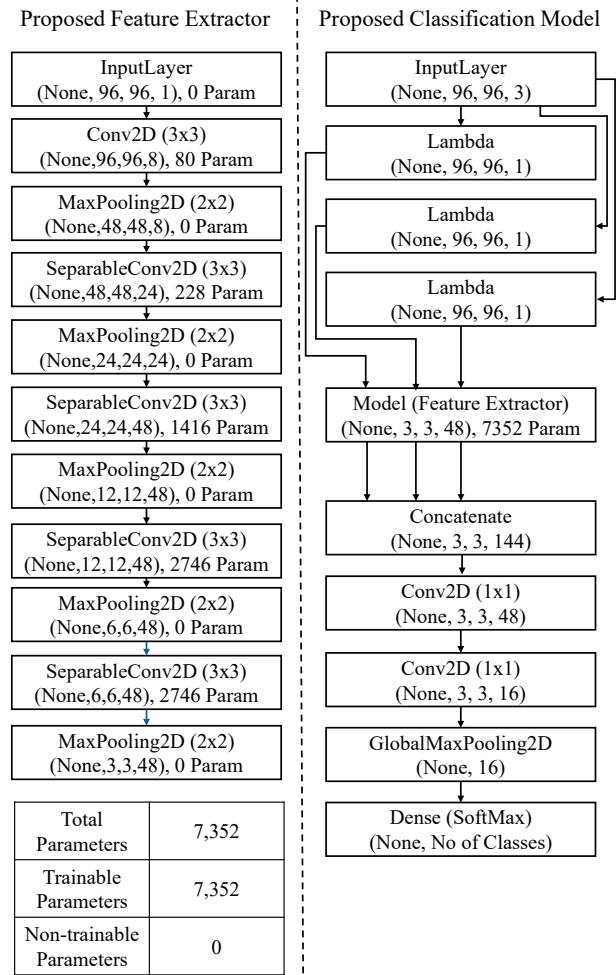 Proposed Feature Extractor
InputLayer
(None, 96, 96, 1), 0 Param
Conv2D (3x3)
(None,96,96,8), 80 Param
MaxPooling2D (2x2)
(None,48,48,8), 0 Param
SeparableConv2D (3x3)
(None,48,48,24), 228 Param
MaxPooling2D (2x2)
(None,24,24,24), 0 Param
SeparableConv2D (3x3)
(None,24,24,48), 1416 Param
MaxPooling2D (2x2)
(None,12,12,48), 0 Param
SeparableConv2D (3x3)
(None,12,12,48), 2746 Param
MaxPooling2D (2x2)
(None,6,6,48), 0 Param
SeparableConv2D (3x3)
(None,6,6,48), 2746 Param
MaxPooling2D (2x2)
(None,3,3,48), 0 Param
Total
Parameters
7,352
Trainable
Parameters
7,352
Non-trainable
Parameters
0
Proposed Classification Model
InputLayer
(None, 96, 96, 3)
Lambda
(None, 96, 96, 1)
Lambda
(None, 96, 96, 1)
Lambda
(None, 96, 96, 1)
Model (Feature Extractor)
(None, 3, 3, 48), 7352 Param
Concatenate
(None, 3, 3, 144)
Conv2D (1x1)
(None, 3, 3, 48)
Conv2D (1x1)
(None, 3, 3, 16)
GlobalMaxPooling2D
(None, 16)
Dense (SoftMax)
(None, No of Classes)